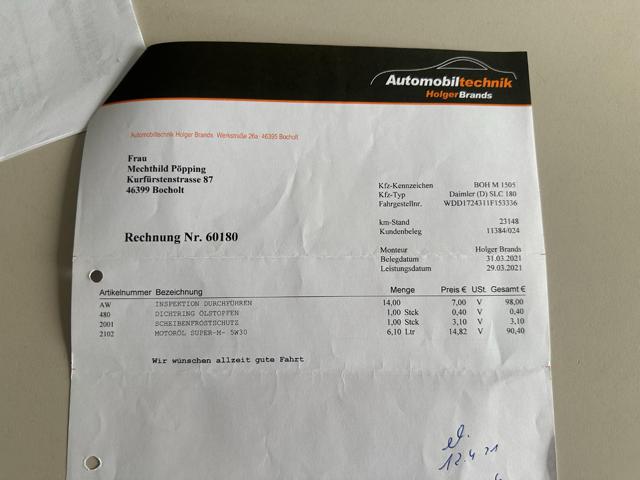 Automobiltechnik
HolgerBrands
Automobiltechnik Holger Brands Werkstraße 26a 46395 Bocholt
Frau
Mechthild Pöpping
Kurfürstenstrasse 87
46399 Bocholt
Kfz-Kennzeichen BOH M 1505
Kfz-Typ Daimler (D) SLC 180
Fahrgestellnr. WDD1724311F153336
km-Stand 23148
Kundenbeleg 11384/024
Rechnung Nr. 60180
Monteur Holger Brands
Belegdatum 31.03.2021
Leistungsdatum 29.03.2021
Artikelnummer Bezeichnung Menge Preis € USt. Gesamt €
AW INSPEKTION DURCHFÜHREN 14,00 7,00 V 98,00
480 DICHTRING ÖLSTOPFEN 1,00 Stck 0,40 V 0,40
2001 SCHEIBENFROSTSCHUTZ 1,00 Stck 3,10 V 3,10
2102 MOTORÖL SUPER-M- 5W30 6,10 Ltr 14,82 V 90,40
Wir wünschen allzeit gute Fahrt
12.4.21